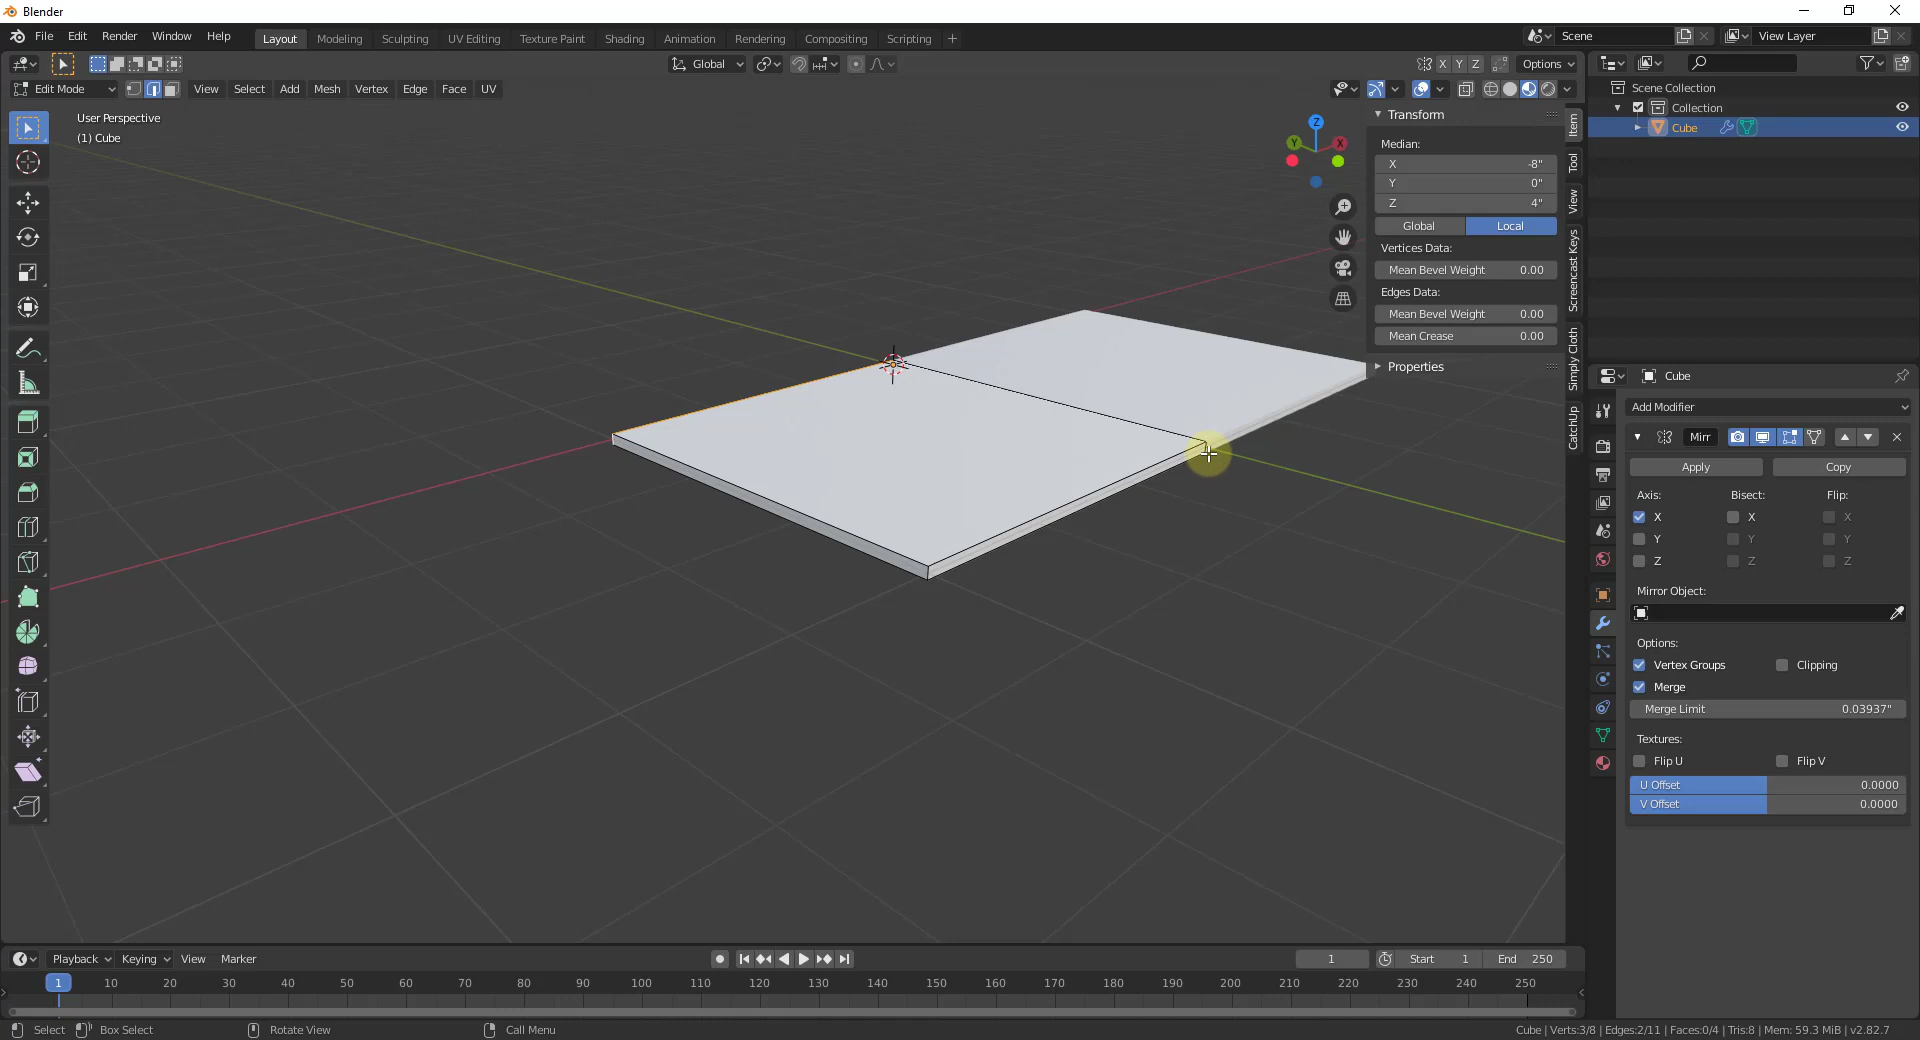 Blender
File Edit Render Window Help
Layout Modeling Sculpting UV Editing Texture Paint Shading Animation Rendering Compositing Scripting +
Scene
View Layer
Global
X Y Z
Options
Edit Mode
View Select Add Mesh Vertex Edge Face UV
User Perspective
(1) Cube
Z
Y
X
Transform
Median:
X -8"
Y 0"
Z 4"
Global Local
Vertices Data:
Mean Bevel Weight 0.00
Edges Data:
Mean Bevel Weight 0.00
Mean Crease 0.00
Properties
Item
Tool
View
Screencast Keys
Simply Cloth
CatchUp
Scene Collection
Collection
Cube
Cube
Add Modifier
Mirr
Apply Copy
Axis: Bisect: Flip:
X X X
Y Y Y
Z Z Z
Mirror Object:
Options:
Vertex Groups Clipping
Merge
Merge Limit 0.03937"
Textures:
Flip U Flip V
U Offset 0.0000
V Offset 0.0000
Playback Keying View Marker
1 Start 1 End 250
1 10 20 30 40 50 60 70 80 90 100 110 120 130 140 150 160 170 180 190 200 210 220 230 240 250
Select Box Select Rotate View Call Menu
Cube | Verts:3/8 | Edges:2/11 | Faces:0/4 | Tris:8 | Mem: 59.3 MiB | v2.82.7